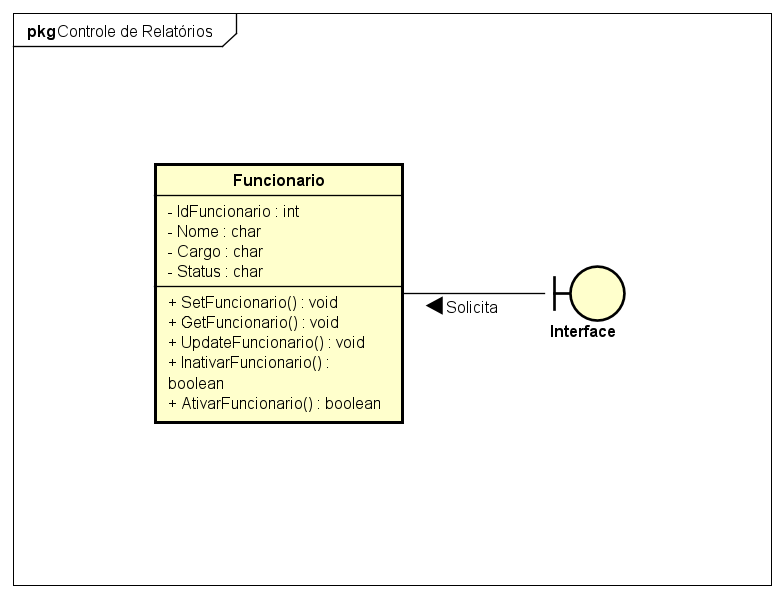 pkg Controle de Relatórios
Funcionario
- IdFuncionario : int
- Nome : char
- Cargo : char
- Status : char
+ SetFuncionario() : void
+ GetFuncionario() : void
+ UpdateFuncionario() : void
+ InativarFuncionario() :
boolean
+ AtivarFuncionario() : boolean
Solicita
Interface